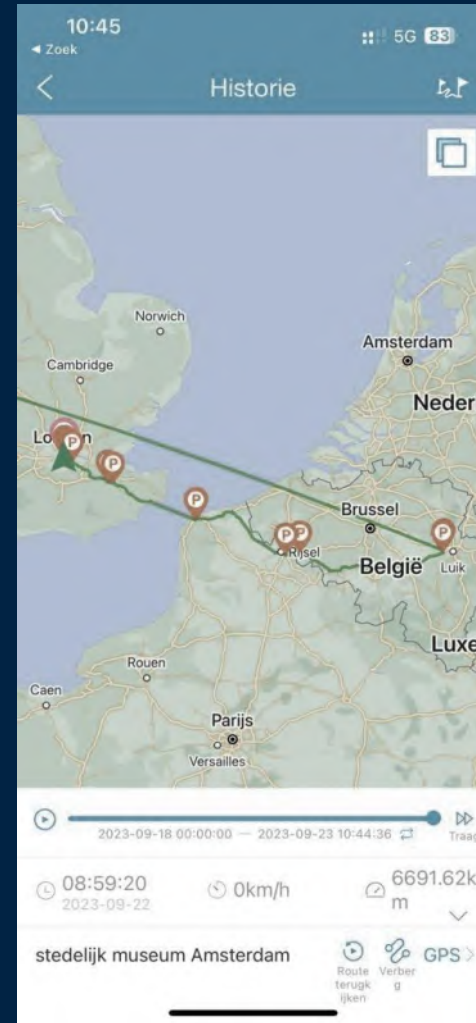 10:45
5G 83
◀ Zoek
Historie
Norwich
Amsterdam
Cambridge
Neder
P
P
P
P
Brussel
P P
P
Rijsel
België
Luik
Luxe
Rouen
Caen
Parijs
Versailles
2023-09-18 00:00:00 — 2023-09-23 10:44:36
Traag
08:59:20
0km/h
6691.62k
m
2023-09-22
stedelijk museum Amsterdam
Route
terugk
ijken
Verber
g
GPS